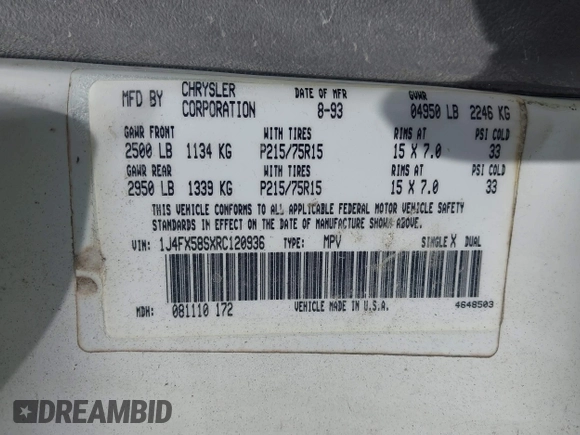 MFD BY CHRYSLER CORPORATION DATE OF MFR 8-93 GVWR 04950 LB 2246 KG
GAWR FRONT WITH TIRES RIMS AT PSI COLD
2500 LB 1134 KG P215/75R15 15 X 7.0 33
GAWR REAR WITH TIRES RIMS AT PSI COLD
2950 LB 1339 KG P215/75R15 15 X 7.0 33
THIS VEHICLE CONFORMS TO ALL APPLICABLE FEDERAL MOTOR VEHICLE SAFETY
STANDARDS IN EFFECT ON THE DATE OF MANUFACTURE SHOWN ABOVE.
VIN: 1J4FX58SXRC120936 TYPE: MPV SINGLE X DUAL
MDH: 081110 172 VEHICLE MADE IN U.S.A. 4648503
DREAMBID